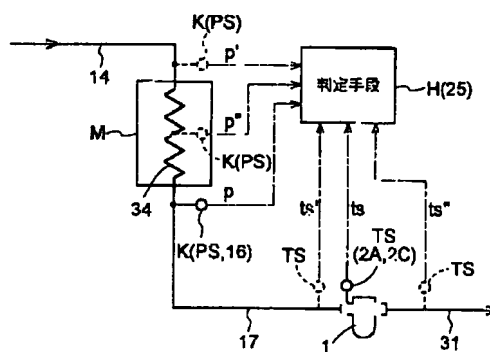 K(PS)
14
p'
判定手段
H(25)
M
p"
K(PS)
34
p
K(PS,16)
ts'
ts
ts"
TS
TS
(2A,2C)
TS
17
1
31